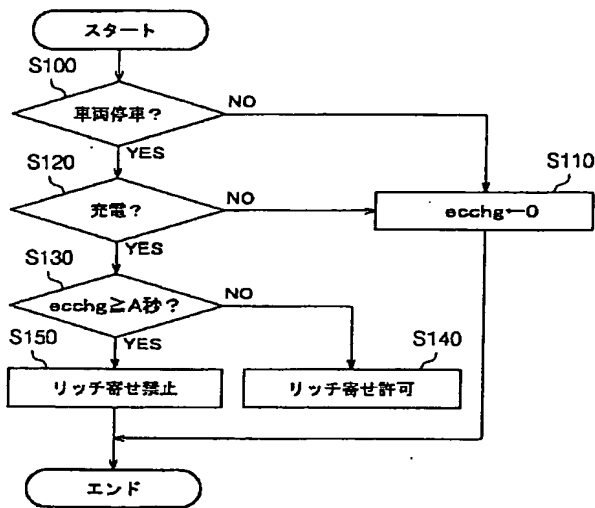 スタート
S100
車両停車?
NO
YES
S120
充電?
NO
S110
ecchg←0
YES
S130
ecchg≧A秒?
NO
YES
S150
リッチ寄せ禁止
S140
リッチ寄せ許可
エンド